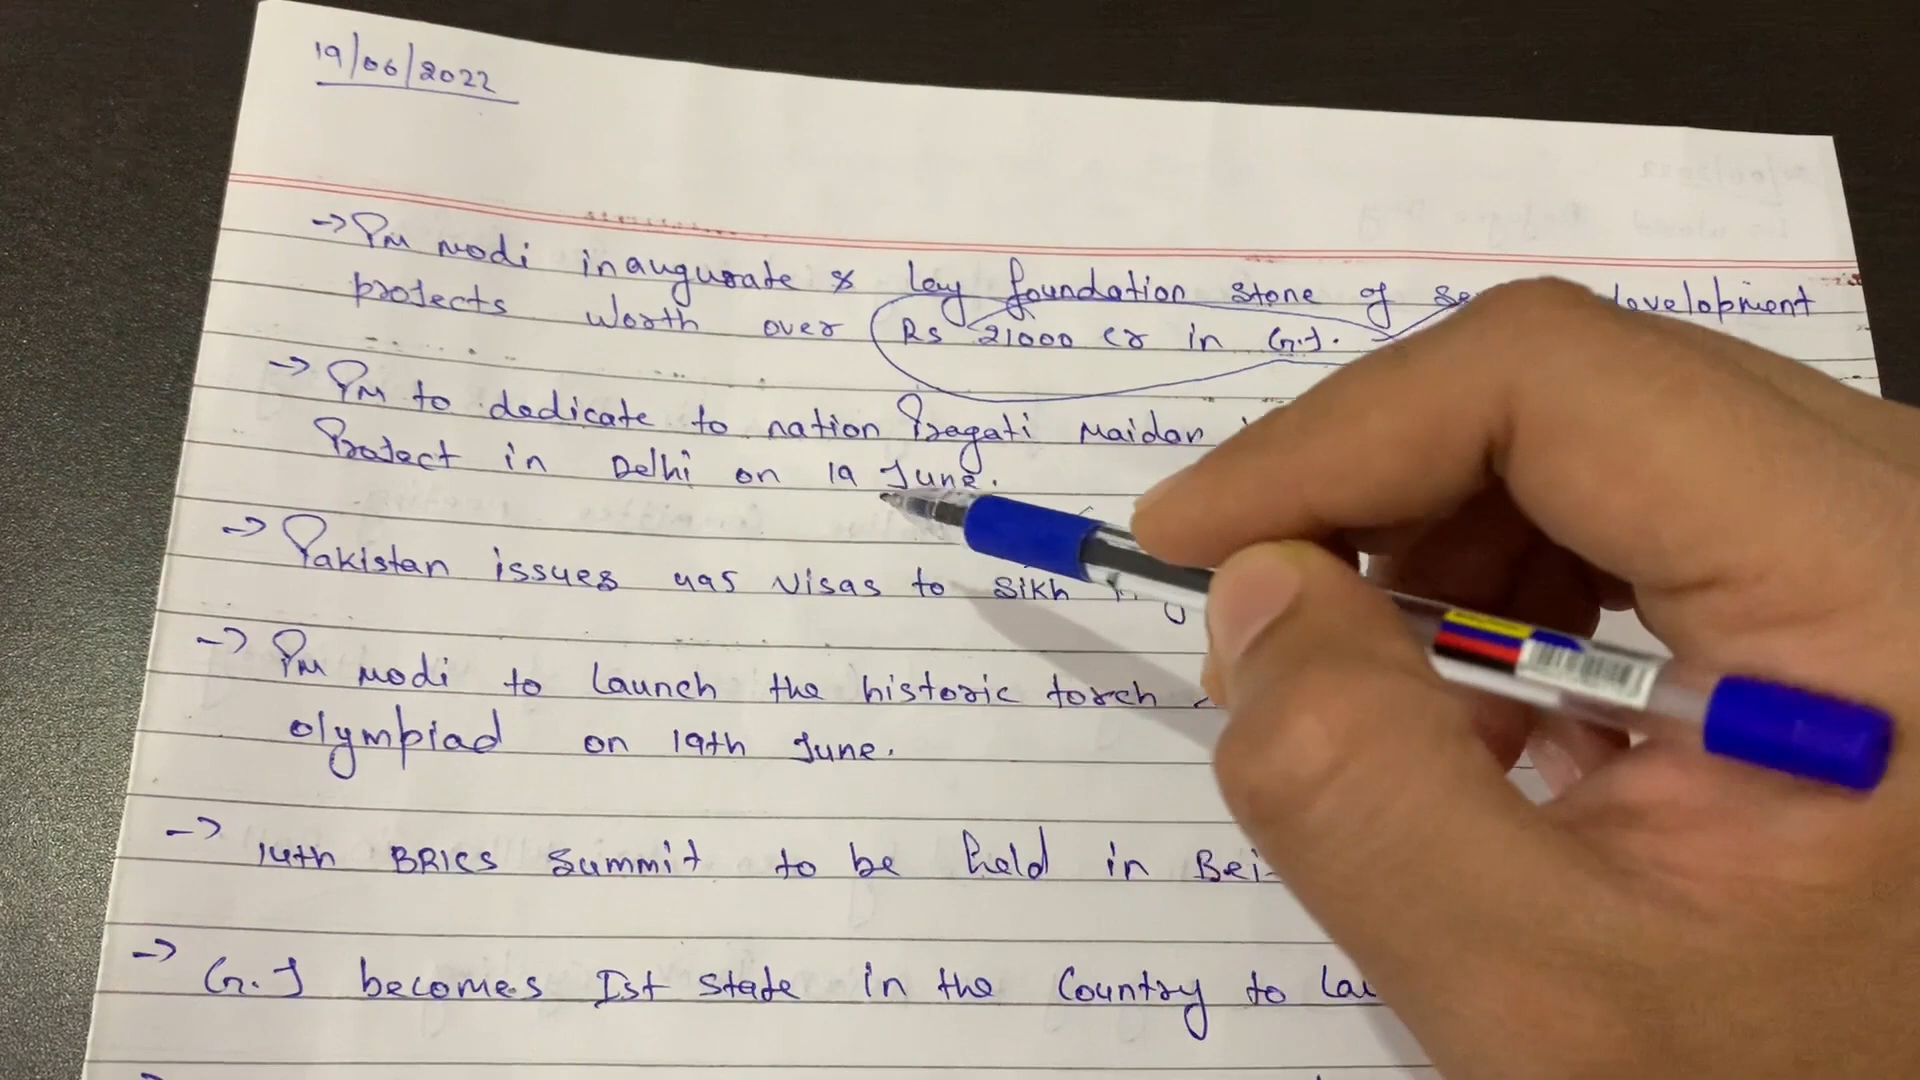 19/06/2022
→ PM Modi inaugurate & lay foundation stone of development
projects worth over Rs 21000 cr in G.J.
→ PM to dedicate to nation Pragati Maidan
Project in Delhi on 19 June.
→ Pakistan issues 495 Visas to Sikh
→ PM Modi to launch the historic torch
olympiad on 19th June.
→ 14th BRICS Summit to be held in Bei
→ G.J becomes Ist state in the Country to lau